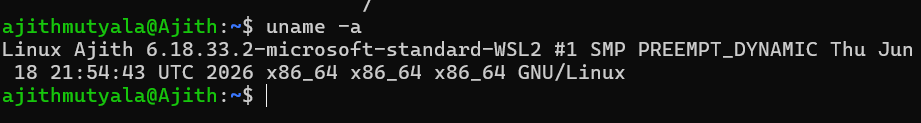 /
ajithmutyala@Ajith:~$ uname -a
Linux Ajith 6.18.33.2-microsoft-standard-WSL2 #1 SMP PREEMPT_DYNAMIC Thu Jun
 18 21:54:43 UTC 2026 x86_64 x86_64 x86_64 GNU/Linux
ajithmutyala@Ajith:~$